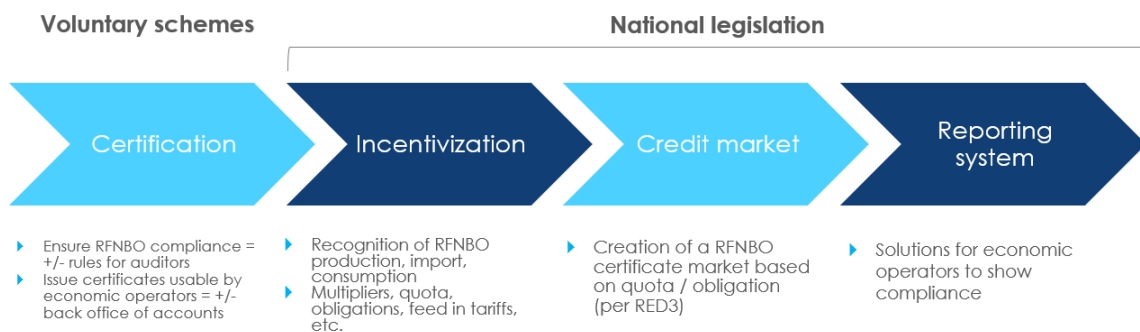 Voluntary schemes
National legislation
Certification
Incentivization
Credit market
Reporting
system
Ensure RFNBO compliance =
+/- rules for auditors
Issue certificates usable by
economic operators = +/-
back office of accounts
Recognition of RFNBO
production, import,
consumption
Multipliers, quota,
obligations, feed in tariffs,
etc.
Creation of a RFNBO
certificate market based
on quota / obligation
(per RED3)
Solutions for economic
operators to show
compliance